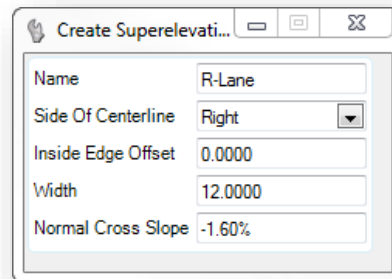 Create Superelevati...
Name R-Lane
Side Of Centerline Right
Inside Edge Offset 0.0000
Width 12.0000
Normal Cross Slope -1.60%